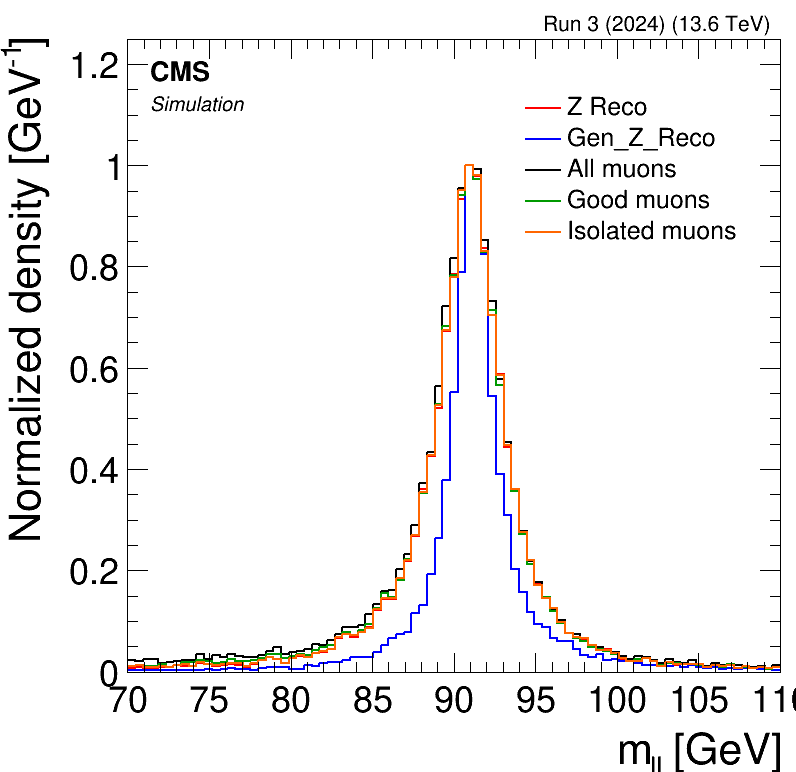 Run 3 (2024) (13.6 TeV)
CMS
Simulation
Z Reco
Gen_Z_Reco
All muons
Good muons
Isolated muons
Normalized density [GeV⁻¹]
1.2
1
0.8
0.6
0.4
0.2
0
70 75 80 85 90 95 100 105 110
m_ll [GeV]